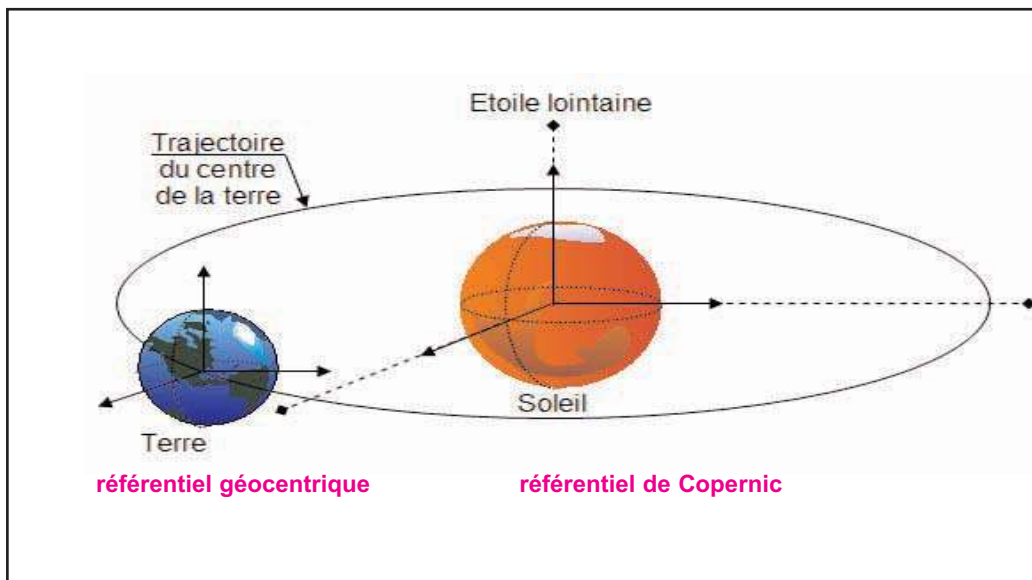 Etoile lointaine
Trajectoire
du centre
de la terre
Soleil
Terre
référentiel géocentrique
référentiel de Copernic